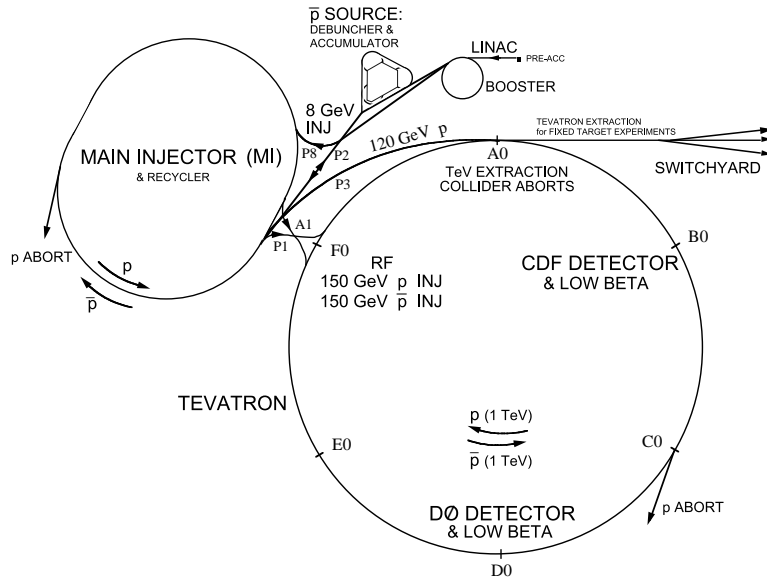 p̅ SOURCE:
DEBUNCHER &
ACCUMULATOR
LINAC
PRE-ACC
BOOSTER
8 GeV
INJ
P8
P2
120 GeV p
P3
TEVATRON EXTRACTION
for FIXED TARGET EXPERIMENTS
SWITCHYARD
A0
TeV EXTRACTION
COLLIDER ABORTS
MAIN INJECTOR (MI)
& RECYCLER
A1
P1
F0
B0
p ABORT
p
p̅
RF
150 GeV p INJ
150 GeV p̅ INJ
CDF DETECTOR
& LOW BETA
TEVATRON
p (1 TeV)
p̅ (1 TeV)
E0
C0
p ABORT
DØ DETECTOR
& LOW BETA
D0